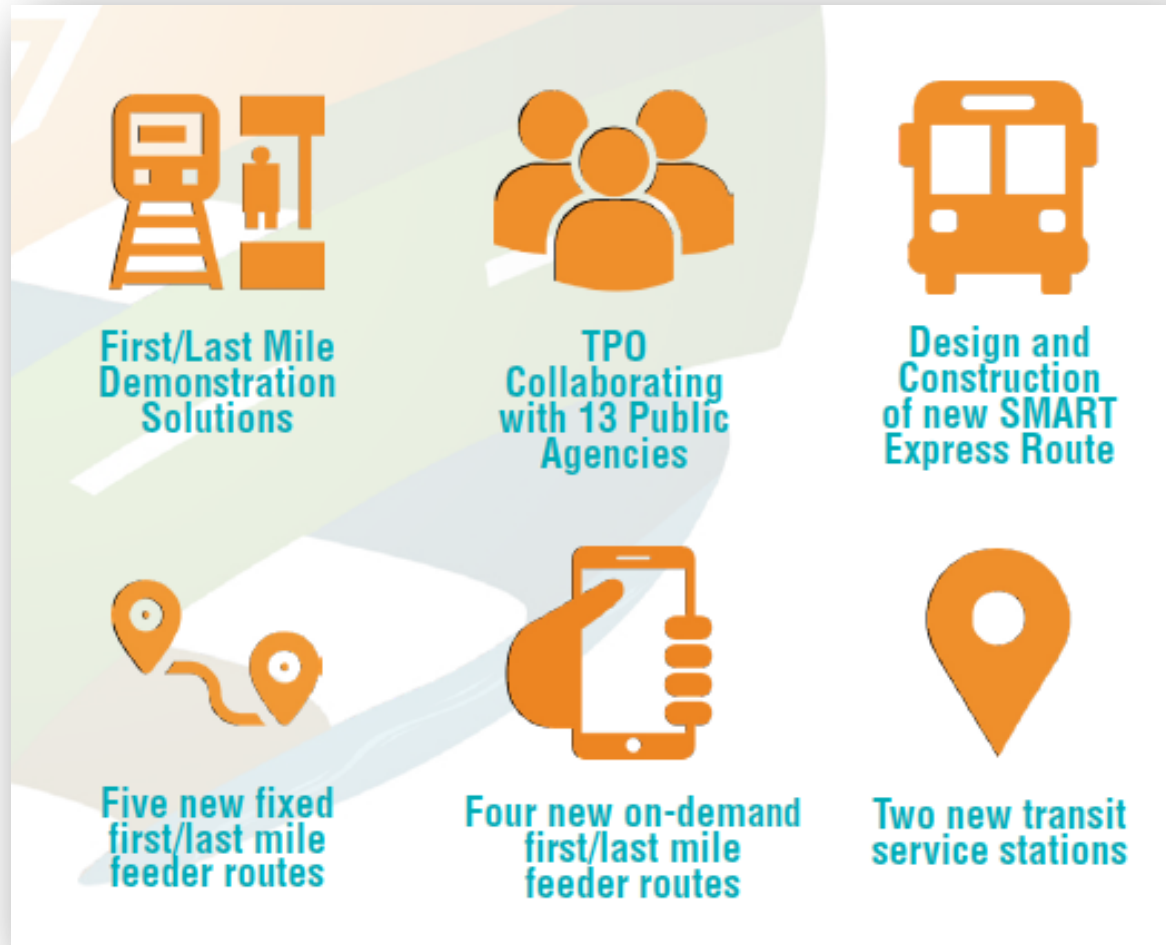 First/Last Mile
Demonstration
Solutions
TPO
Collaborating
with 13 Public
Agencies
Design and
Construction
of new SMART
Express Route
Five new fixed
first/last mile
feeder routes
Four new on-demand
first/last mile
feeder routes
Two new transit
service stations